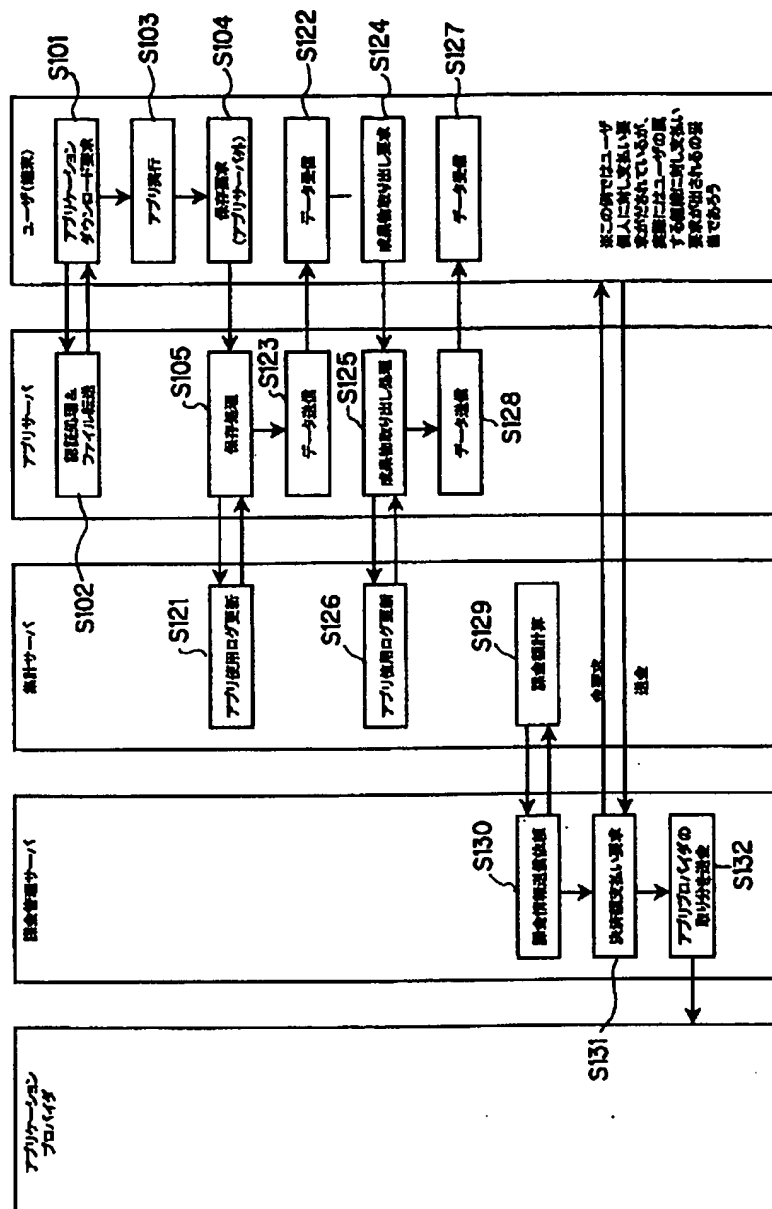 ユーザ(端末)
アプリケーション
ダウンロード要求
S101
アプリ実行
S103
保存要求
(アプリサーバ外)
S104
データ受信
S122
成果物取り出し要求
S124
データ受信
S127
※この例ではユーザ
個人に対し支払い要
求がだされているが、
実際にはユーザの属
する組織に対し支払い
要求が出されるの妥
当であろう
アプリサーバ
認証処理&
ファイル転送
S102
保存処理
S105
データ送信
S123
成果物取り出し処理
S125
データ送信
S128
集計サーバ
アプリ使用ログ更新
S121
アプリ使用ログ更新
S126
課金額計算
S129
金要求
送金
課金管理サーバ
課金情報送信依頼
S130
決済額支払い要求
S131
アプリプロバイダの
取り分を送金
S132
アプリケーション
プロバイダ